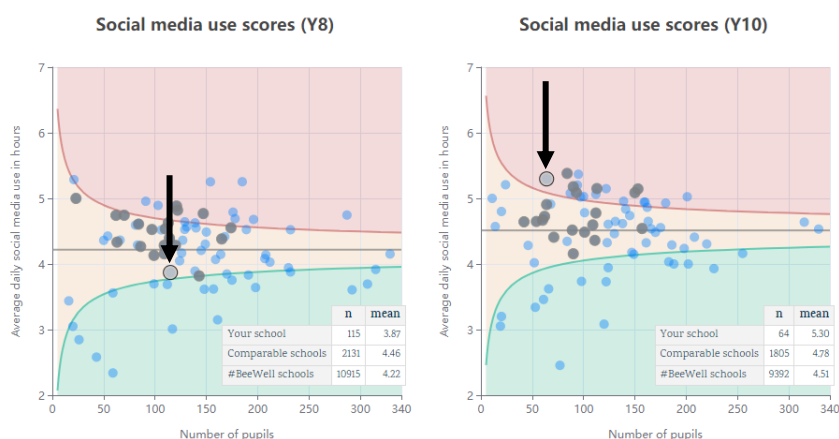 Social media use scores (Y8)
Average daily social media use in hours
7
6
5
4
3
2
0
50
100
150
200
250
300
340
Number of pupils
n mean
Your school 115 3.87
Comparable schools 2131 4.46
#BeeWell schools 10915 4.22
Social media use scores (Y10)
Average daily social media use in hours
7
6
5
4
3
2
0
50
100
150
200
250
300
340
Number of pupils
n mean
Your school 64 5.30
Comparable schools 1805 4.78
#BeeWell schools 9392 4.51